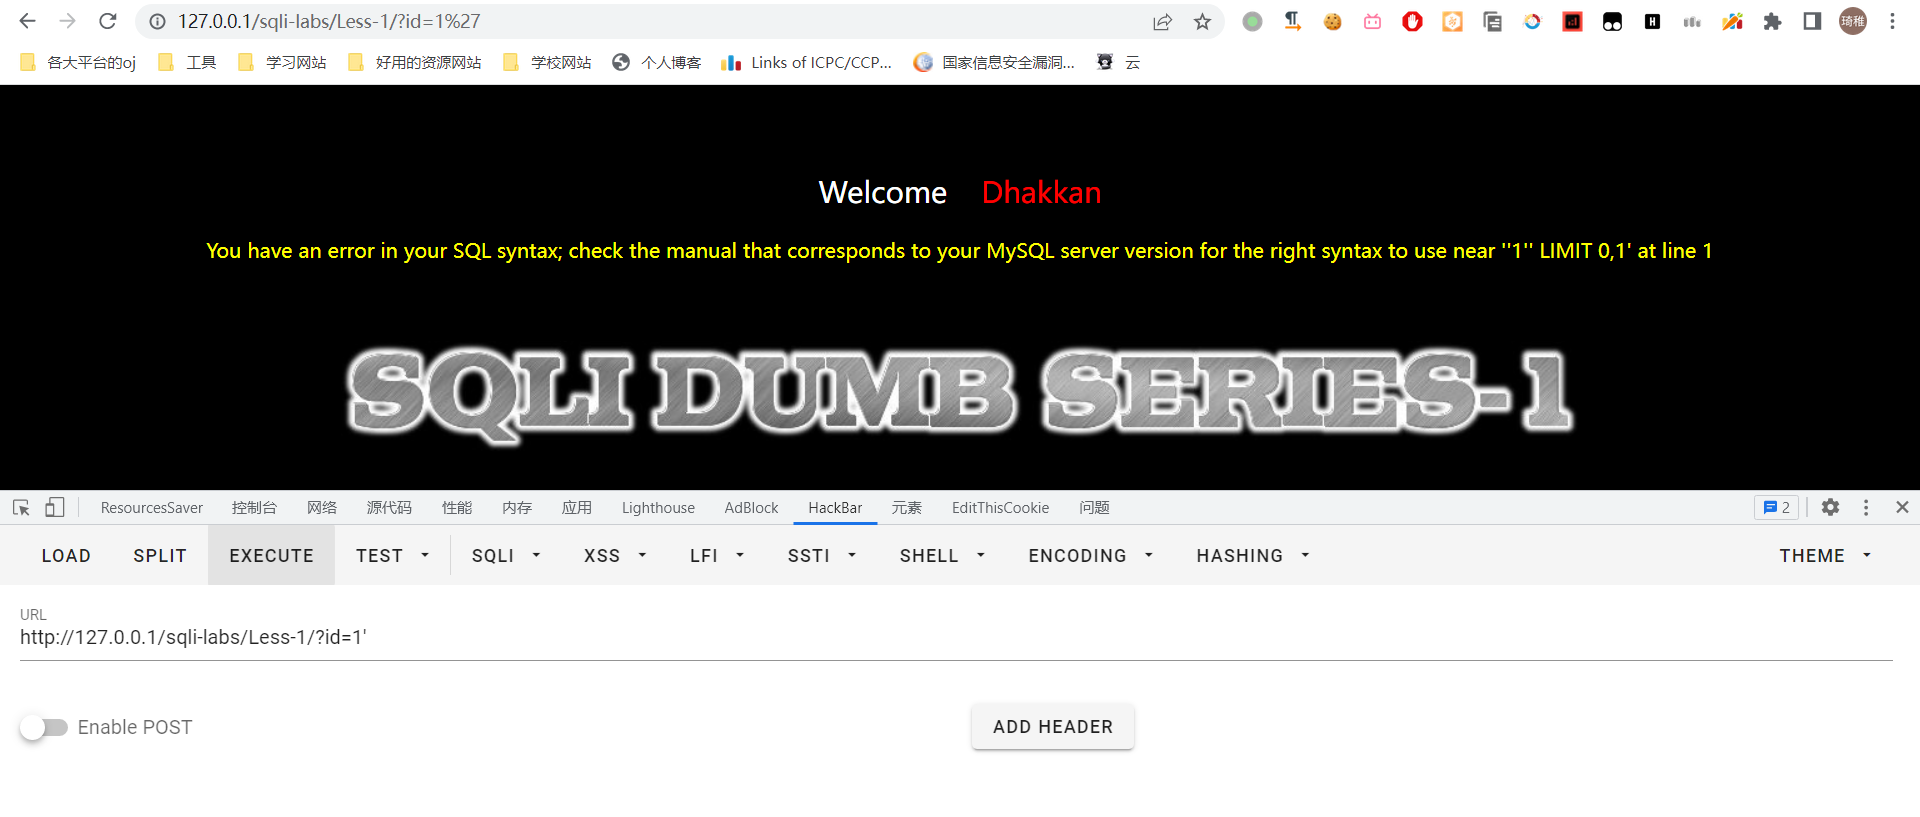 127.0.0.1/sqli-labs/Less-1/?id=1%27
琦稚
各大平台的oj 工具 学习网站 好用的资源网站 学校网站 个人博客 Links of ICPC/CCP... 国家信息安全漏洞... 云
Welcome Dhakkan
You have an error in your SQL syntax; check the manual that corresponds to your MySQL server version for the right syntax to use near ''1'' LIMIT 0,1' at line 1
SQLI DUMB SERIES-1
ResourcesSaver 控制台 网络 源代码 性能 内存 应用 Lighthouse AdBlock HackBar 元素 EditThisCookie 问题 2
LOAD SPLIT EXECUTE TEST SQLI XSS LFI SSTI SHELL ENCODING HASHING THEME
URL
http://127.0.0.1/sqli-labs/Less-1/?id=1'
Enable POST ADD HEADER